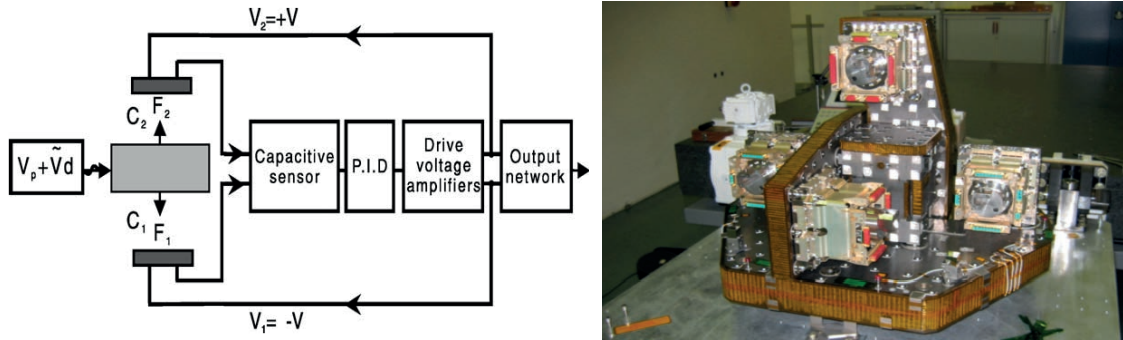 V₂=+V
C₂ F₂
Vₚ+Ṽd
Capacitive
sensor
P.I.D
Drive
voltage
amplifiers
Output
network
C₁ F₁
V₁= -V